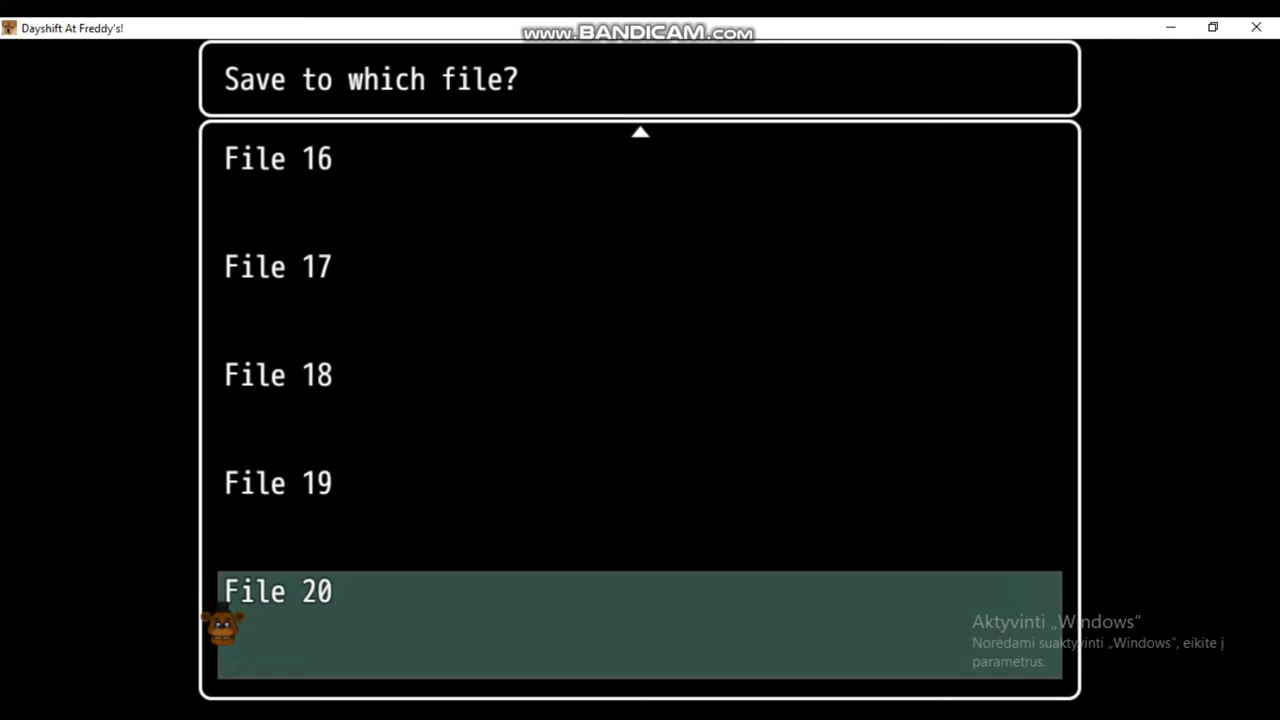 Dayshift At Freddy's!
www.BANDICAM.com
Save to which file?
File 16
File 17
File 18
File 19
File 20
Aktyvinti „Windows“
Norėdami suaktyvinti „Windows“, eikite į
parametrus.